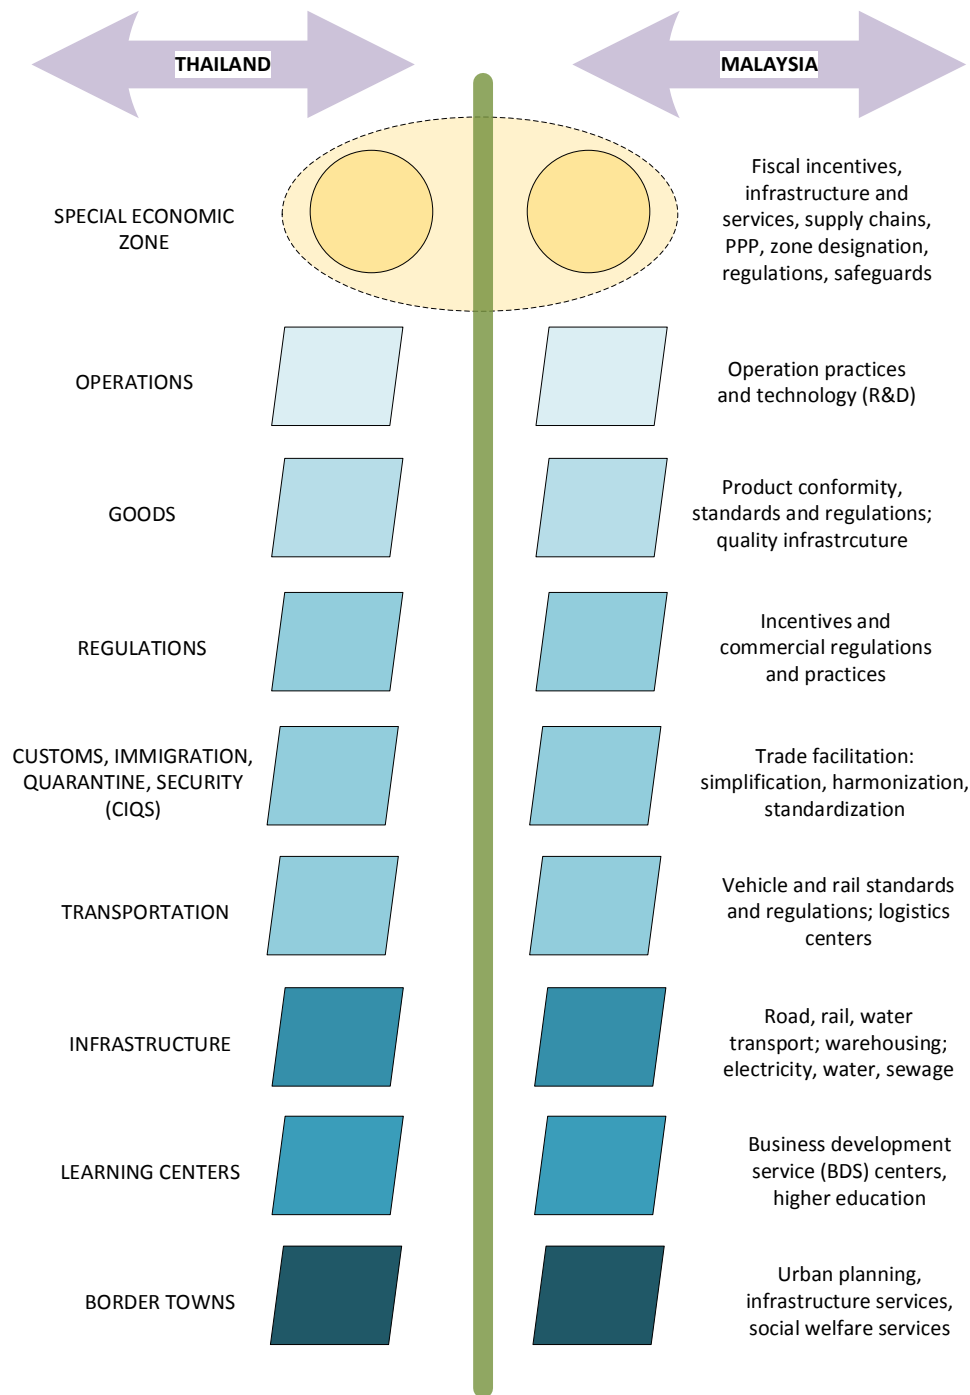 THAILAND
MALAYSIA
SPECIAL ECONOMIC
ZONE
Fiscal incentives,
infrastructure and
services, supply chains,
PPP, zone designation,
regulations, safeguards
OPERATIONS
Operation practices
and technology (R&D)
GOODS
Product conformity,
standards and regulations;
quality infrastrcuture
REGULATIONS
Incentives and
commercial regulations
and practices
CUSTOMS, IMMIGRATION,
QUARANTINE, SECURITY
(CIQS)
Trade facilitation:
simplification, harmonization,
standardization
TRANSPORTATION
Vehicle and rail standards
and regulations; logistics
centers
INFRASTRUCTURE
Road, rail, water
transport; warehousing;
electricity, water, sewage
LEARNING CENTERS
Business development
service (BDS) centers,
higher education
BORDER TOWNS
Urban planning,
infrastructure services,
social welfare services